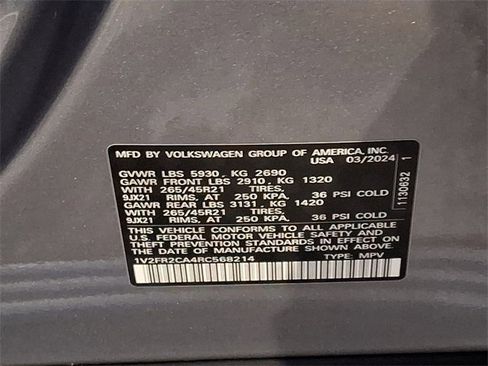 MFD. BY VOLKSWAGEN GROUP OF AMERICA, INC.
USA 03/2024
GVWR LBS 5930, KG 2690
GAWR FRONT LBS 2910, KG 1320
WITH 265/45R21 TIRES,
9JX21 RIMS, AT 250 KPA. 36 PSI COLD
GAWR REAR LBS 3131, KG 1420
WITH 265/45R21 TIRES,
9JX21 RIMS, AT 250 KPA. 36 PSI COLD
THIS VEHICLE CONFORMS TO ALL APPLICABLE
U.S. FEDERAL MOTOR VEHICLE SAFETY
STANDARDS IN EFFECT ON THE DATE OF
MANUFACTURE SHOWN ABOVE.
1V2FR2CA4RC568214 TYPE: MPV
1130632 1